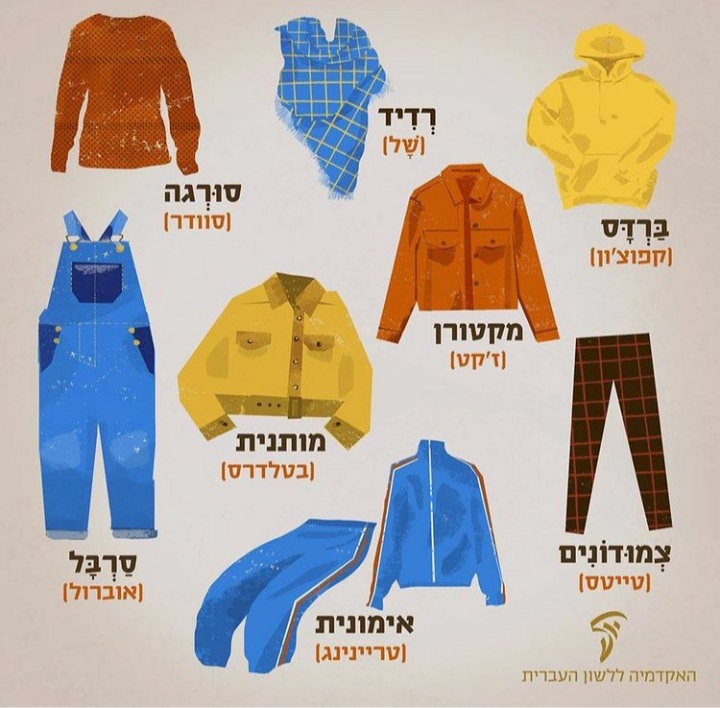 רְדִיד
(שָׁל)
סוּרְגה
(סוודר)
בַּרְדָּס
(קפוצ'ון)
מקטורן
(ז'קט)
מותנית
(בטלדרס)
צְמוּדוֹנִים
(טייטס)
סַרְבָּל
(אוברול)
אימונית
(טריינינג)
האקדמיה ללשון העברית